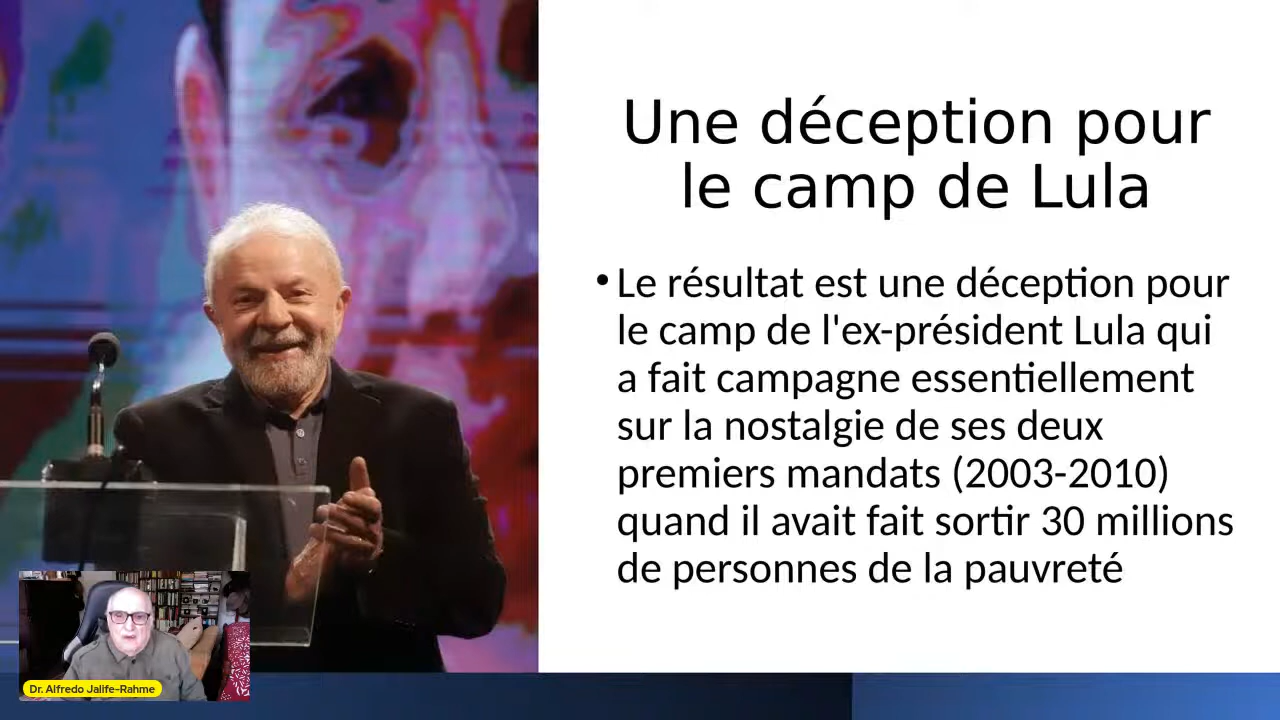 Une déception pour
le camp de Lula
• Le résultat est une déception pour
le camp de l'ex-président Lula qui
a fait campagne essentiellement
sur la nostalgie de ses deux
premiers mandats (2003-2010)
quand il avait fait sortir 30 millions
de personnes de la pauvreté
Dr. Alfredo Jalife-Rahme